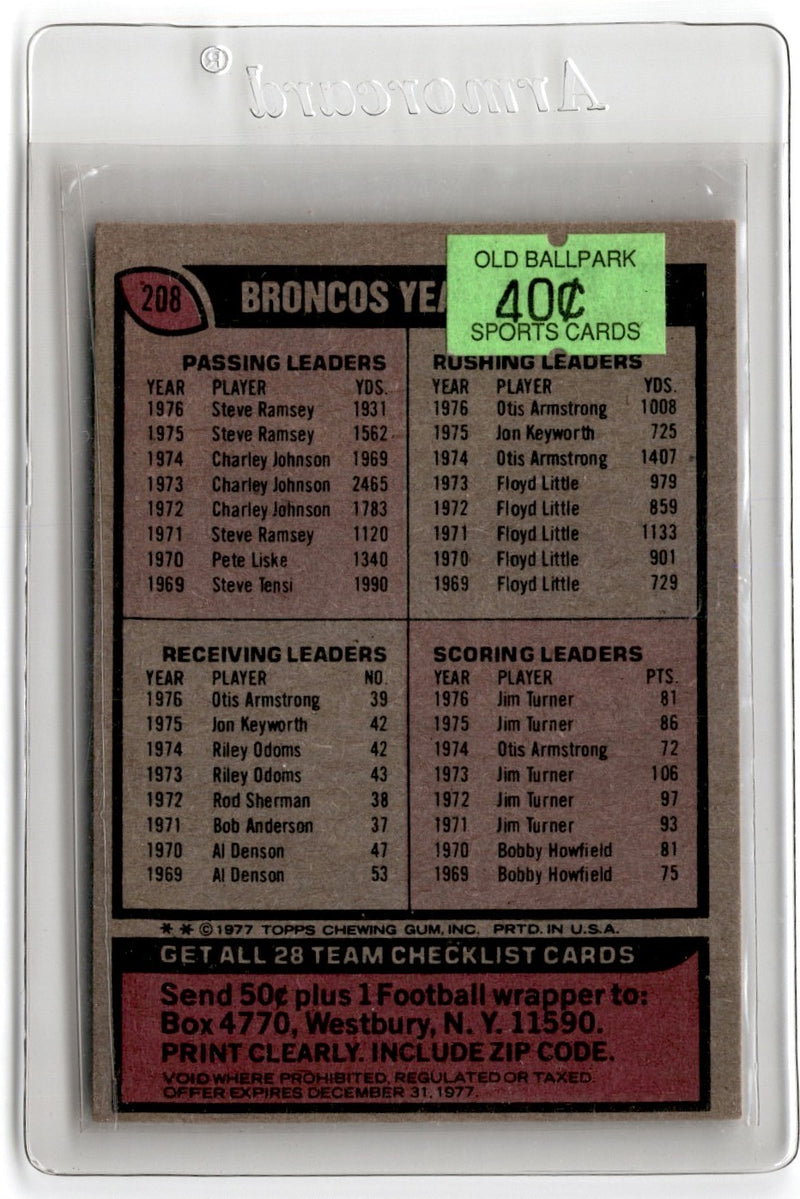 Armorcard®
OLD BALLPARK
40¢
SPORTS CARDS
208
BRONCOS YEA
PASSING LEADERS
YEAR PLAYER YDS.
1976 Steve Ramsey 1931
1975 Steve Ramsey 1562
1974 Charley Johnson 1969
1973 Charley Johnson 2465
1972 Charley Johnson 1783
1971 Steve Ramsey 1120
1970 Pete Liske 1340
1969 Steve Tensi 1990
RUSHING LEADERS
YEAR PLAYER YDS.
1976 Otis Armstrong 1008
1975 Jon Keyworth 725
1974 Otis Armstrong 1407
1973 Floyd Little 979
1972 Floyd Little 859
1971 Floyd Little 1133
1970 Floyd Little 901
1969 Floyd Little 729
RECEIVING LEADERS
YEAR PLAYER NO.
1976 Otis Armstrong 39
1975 Jon Keyworth 42
1974 Riley Odoms 42
1973 Riley Odoms 43
1972 Rod Sherman 38
1971 Bob Anderson 37
1970 Al Denson 47
1969 Al Denson 53
SCORING LEADERS
YEAR PLAYER PTS.
1976 Jim Turner 81
1975 Jim Turner 86
1974 Otis Armstrong 72
1973 Jim Turner 106
1972 Jim Turner 97
1971 Jim Turner 93
1970 Bobby Howfield 81
1969 Bobby Howfield 75
* * © 1977 TOPPS CHEWING GUM, INC. PRTD. IN U.S.A.
GET ALL 28 TEAM CHECKLIST CARDS
Send 50¢ plus 1 Football wrapper to:
Box 4770, Westbury, N. Y. 11590.
PRINT CLEARLY. INCLUDE ZIP CODE.
VOID WHERE PROHIBITED, REGULATED OR TAXED.
OFFER EXPIRES DECEMBER 31, 1977.